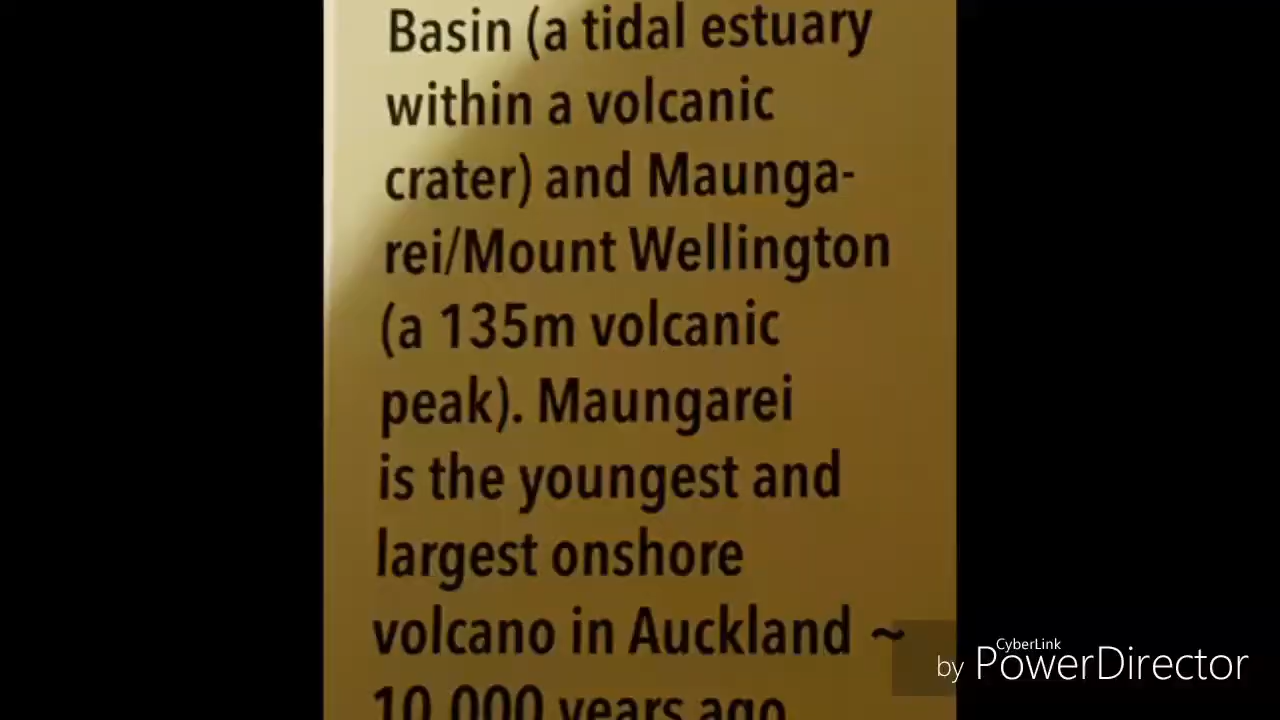 Basin (a tidal estuary
within a volcanic
crater) and Maunga-
rei/Mount Wellington
(a 135m volcanic
peak). Maungarei
is the youngest and
largest onshore
volcano in Auckland ~
10,000 years ago
CyberLink
by PowerDirector